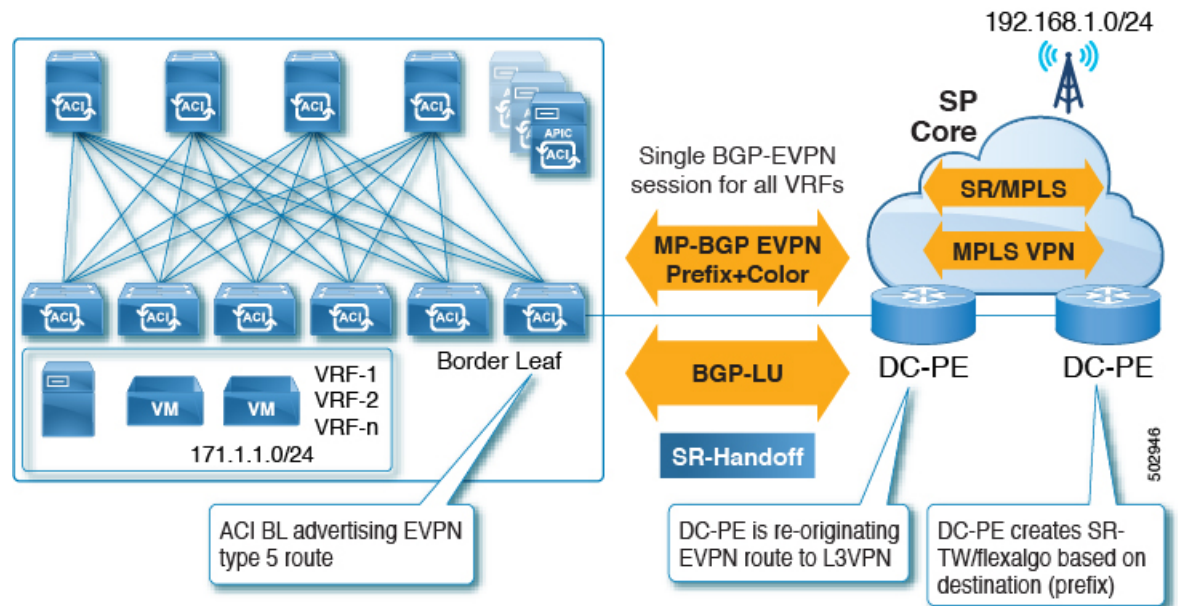 192.168.1.0/24
ACI
ACI
ACI
ACI
APIC
ACI
SP
Core
Single BGP-EVPN
session for all VRFs
SR/MPLS
MP-BGP EVPN
Prefix+Color
MPLS VPN
ACI
ACI
ACI
ACI
ACI
ACI
Border Leaf
BGP-LU
DC-PE
DC-PE
VM
VM
VRF-1
VRF-2
VRF-n
171.1.1.0/24
SR-Handoff
502946
ACI BL advertising EVPN
type 5 route
DC-PE is re-originating
EVPN route to L3VPN
DC-PE creates SR-
TW/flexalgo based on
destination (prefix)